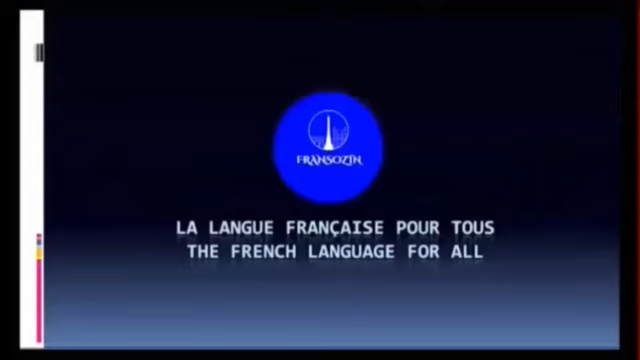 FRANSOZIN
LA LANGUE FRANÇAISE POUR TOUS
THE FRENCH LANGUAGE FOR ALL